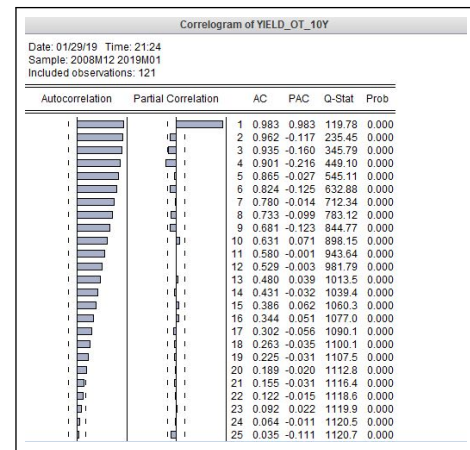 Correlogram of YIELD_OT_10Y
Date: 01/29/19 Time: 21:24
Sample: 2008M12 2019M01
Included observations: 121
Autocorrelation Partial Correlation AC PAC Q-Stat Prob
1 0.983 0.983 119.78 0.000
2 0.962 -0.117 235.45 0.000
3 0.935 -0.160 345.79 0.000
4 0.901 -0.216 449.10 0.000
5 0.865 -0.027 545.11 0.000
6 0.824 -0.125 632.88 0.000
7 0.780 -0.014 712.34 0.000
8 0.733 -0.099 783.12 0.000
9 0.681 -0.123 844.77 0.000
10 0.631 0.071 898.15 0.000
11 0.580 -0.001 943.64 0.000
12 0.529 -0.003 981.79 0.000
13 0.480 0.039 1013.5 0.000
14 0.431 -0.032 1039.4 0.000
15 0.386 0.062 1060.3 0.000
16 0.344 0.051 1077.0 0.000
17 0.302 -0.056 1090.1 0.000
18 0.263 -0.035 1100.1 0.000
19 0.225 -0.031 1107.5 0.000
20 0.189 -0.020 1112.8 0.000
21 0.155 -0.031 1116.4 0.000
22 0.122 -0.015 1118.6 0.000
23 0.092 0.022 1119.9 0.000
24 0.064 -0.011 1120.5 0.000
25 0.035 -0.111 1120.7 0.000